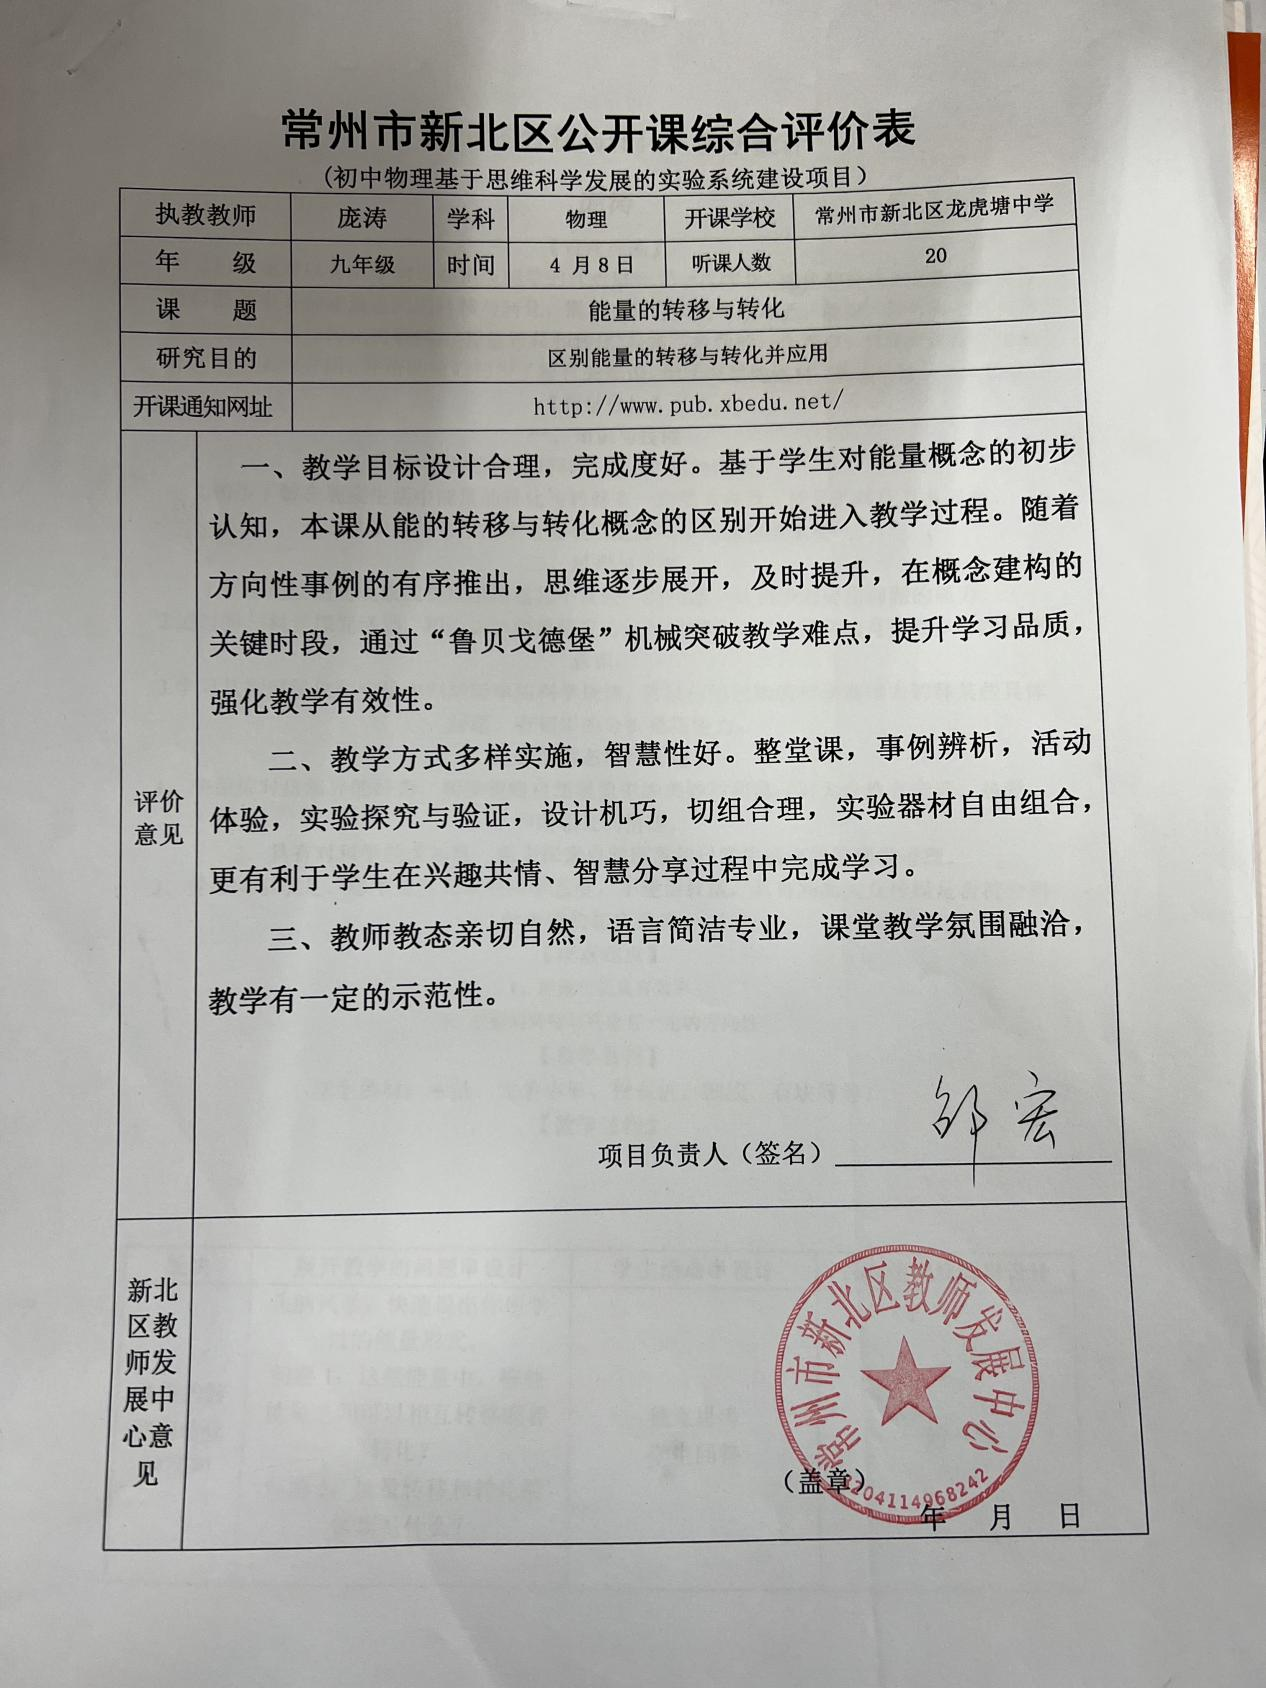 常州市新北区公开课综合评价表
(初中物理基于思维科学发展的实验系统建设项目)
执教教师 庞涛 学科 物理 开课学校 常州市新北区龙虎塘中学
年 级 九年级 时间 4 月 8 日 听课人数 20
课 题 能量的转移与转化
研究目的 区别能量的转移与转化并应用
开课通知网址 http://www.pub.xbedu.net/
一、教学目标设计合理，完成度好。基于学生对能量概念的初步
认知，本课从能的转移与转化概念的区别开始进入教学过程。随着
方向性事例的有序推出，思维逐步展开，及时提升，在概念建构的
关键时段，通过“鲁贝戈德堡”机械突破教学难点，提升学习品质，
强化教学有效性。
二、教学方式多样实施，智慧性好。整堂课，事例辨析，活动
体验，实验探究与验证，设计机巧，切组合理，实验器材自由组合，
更有利于学生在兴趣共情、智慧分享过程中完成学习。
三、教师教态亲切自然，语言简洁专业，课堂教学氛围融洽，
教学有一定的示范性。
评价
意见
项目负责人（签名） 邹宏
新北
区教
师发
展中
心意
见
常州市新北区教师发展中心
3204114968242
（盖章）
年 月 日